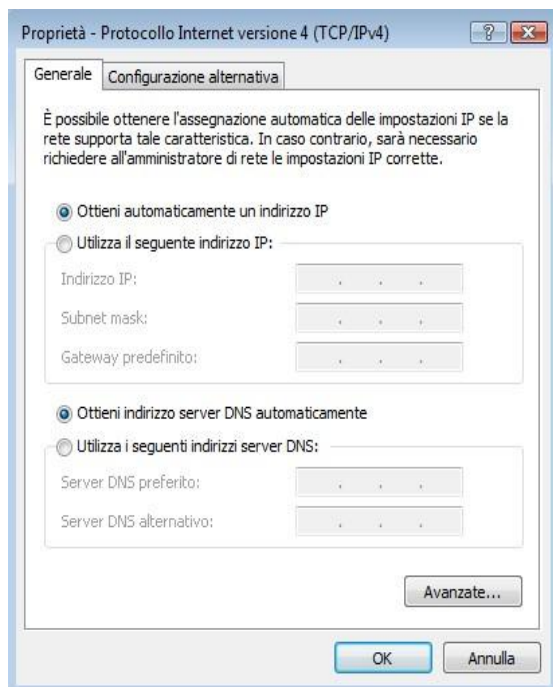 Proprietà - Protocollo Internet versione 4 (TCP/IPv4)
Generale
Configurazione alternativa
È possibile ottenere l'assegnazione automatica delle impostazioni IP se la
rete supporta tale caratteristica. In caso contrario, sarà necessario
richiedere all'amministratore di rete le impostazioni IP corrette.
Ottieni automaticamente un indirizzo IP
Utilizza il seguente indirizzo IP:
Indirizzo IP:
Subnet mask:
Gateway predefinito:
Ottieni indirizzo server DNS automaticamente
Utilizza i seguenti indirizzi server DNS:
Server DNS preferito:
Server DNS alternativo:
Avanzate...
OK
Annulla